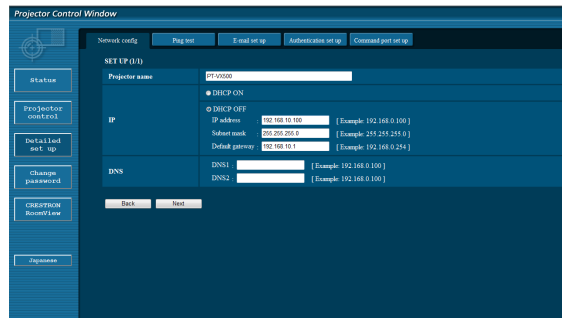 Projector Control Window
Network config Ping test E-mail set up Authentication set up Command port set up
SET UP (1/1)
Status
Projector control
Detailed set up
Change password
CRESTRON RoomView
Japanese
Projector name PT-VX500
IP
DHCP ON
DHCP OFF
IP address : 192.168.10.100 [ Example: 192.168.0.100 ]
Subnet mask : 255.255.255.0 [ Example: 255.255.255.0 ]
Default gateway : 192.168.10.1 [ Example: 192.168.0.254 ]
DNS
DNS1 : [ Example: 192.168.0.100 ]
DNS2 : [ Example: 192.168.0.100 ]
Back Next